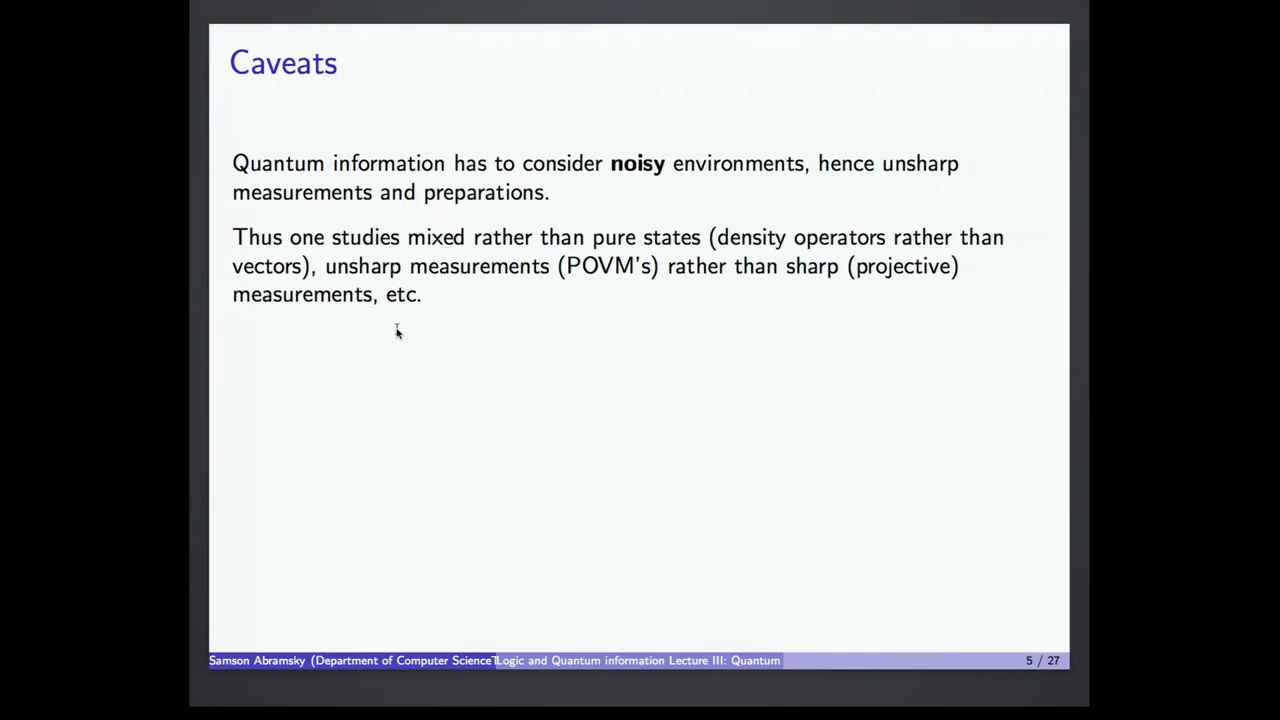 Caveats
Quantum information has to consider noisy environments, hence unsharp
measurements and preparations.
Thus one studies mixed rather than pure states (density operators rather than
vectors), unsharp measurements (POVM's) rather than sharp (projective)
measurements, etc.
Samson Abramsky (Department of Computer Science Logic and Quantum information Lecture III: Quantum 5 / 27